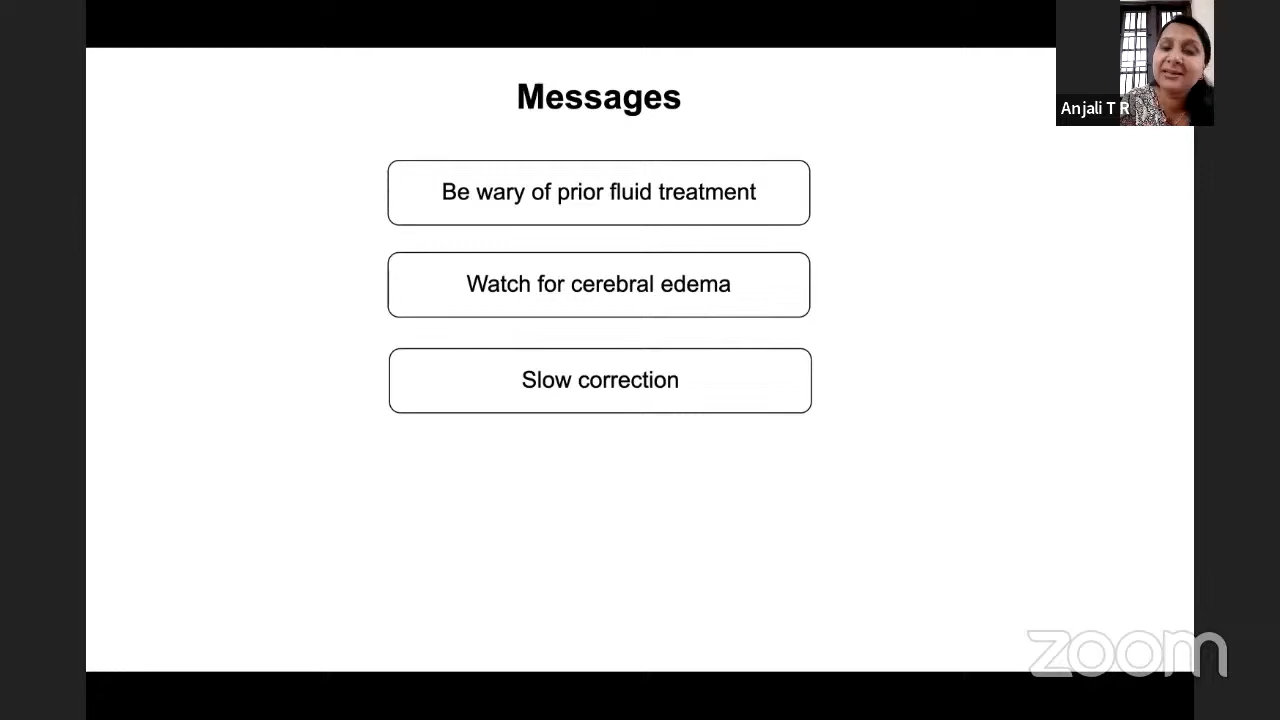 Messages
Anjali T R
Be wary of prior fluid treatment
Watch for cerebral edema
Slow correction
zoom